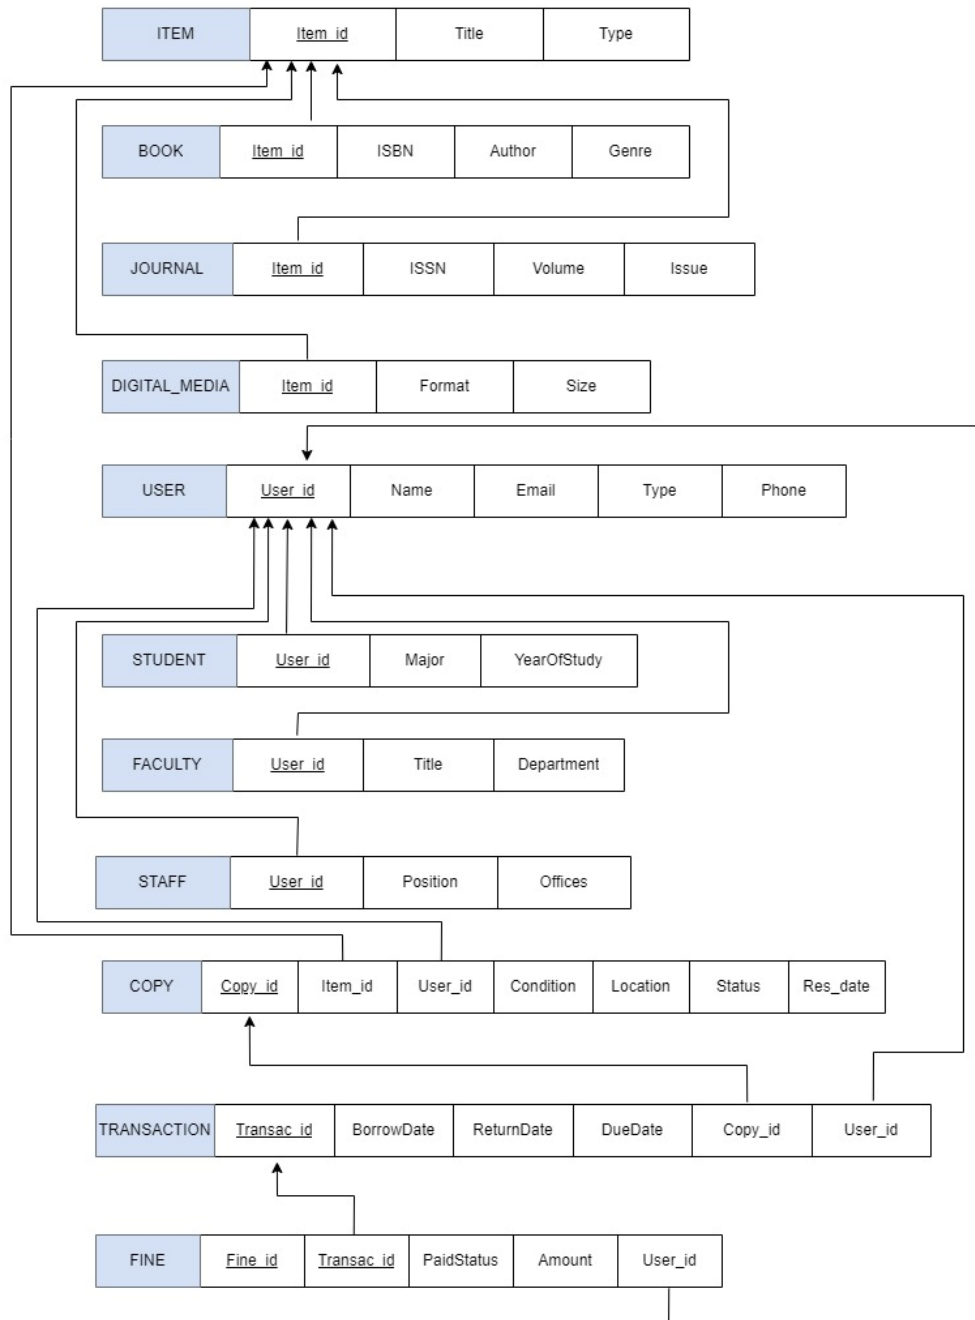 ITEM Item_id Title Type
BOOK Item_id ISBN Author Genre
JOURNAL Item_id ISSN Volume Issue
DIGITAL_MEDIA Item_id Format Size
USER User_id Name Email Type Phone
STUDENT User_id Major YearOfStudy
FACULTY User_id Title Department
STAFF User_id Position Offices
COPY Copy_id Item_id User_id Condition Location Status Res_date
TRANSACTION Transac_id BorrowDate ReturnDate DueDate Copy_id User_id
FINE Fine_id Transac_id PaidStatus Amount User_id